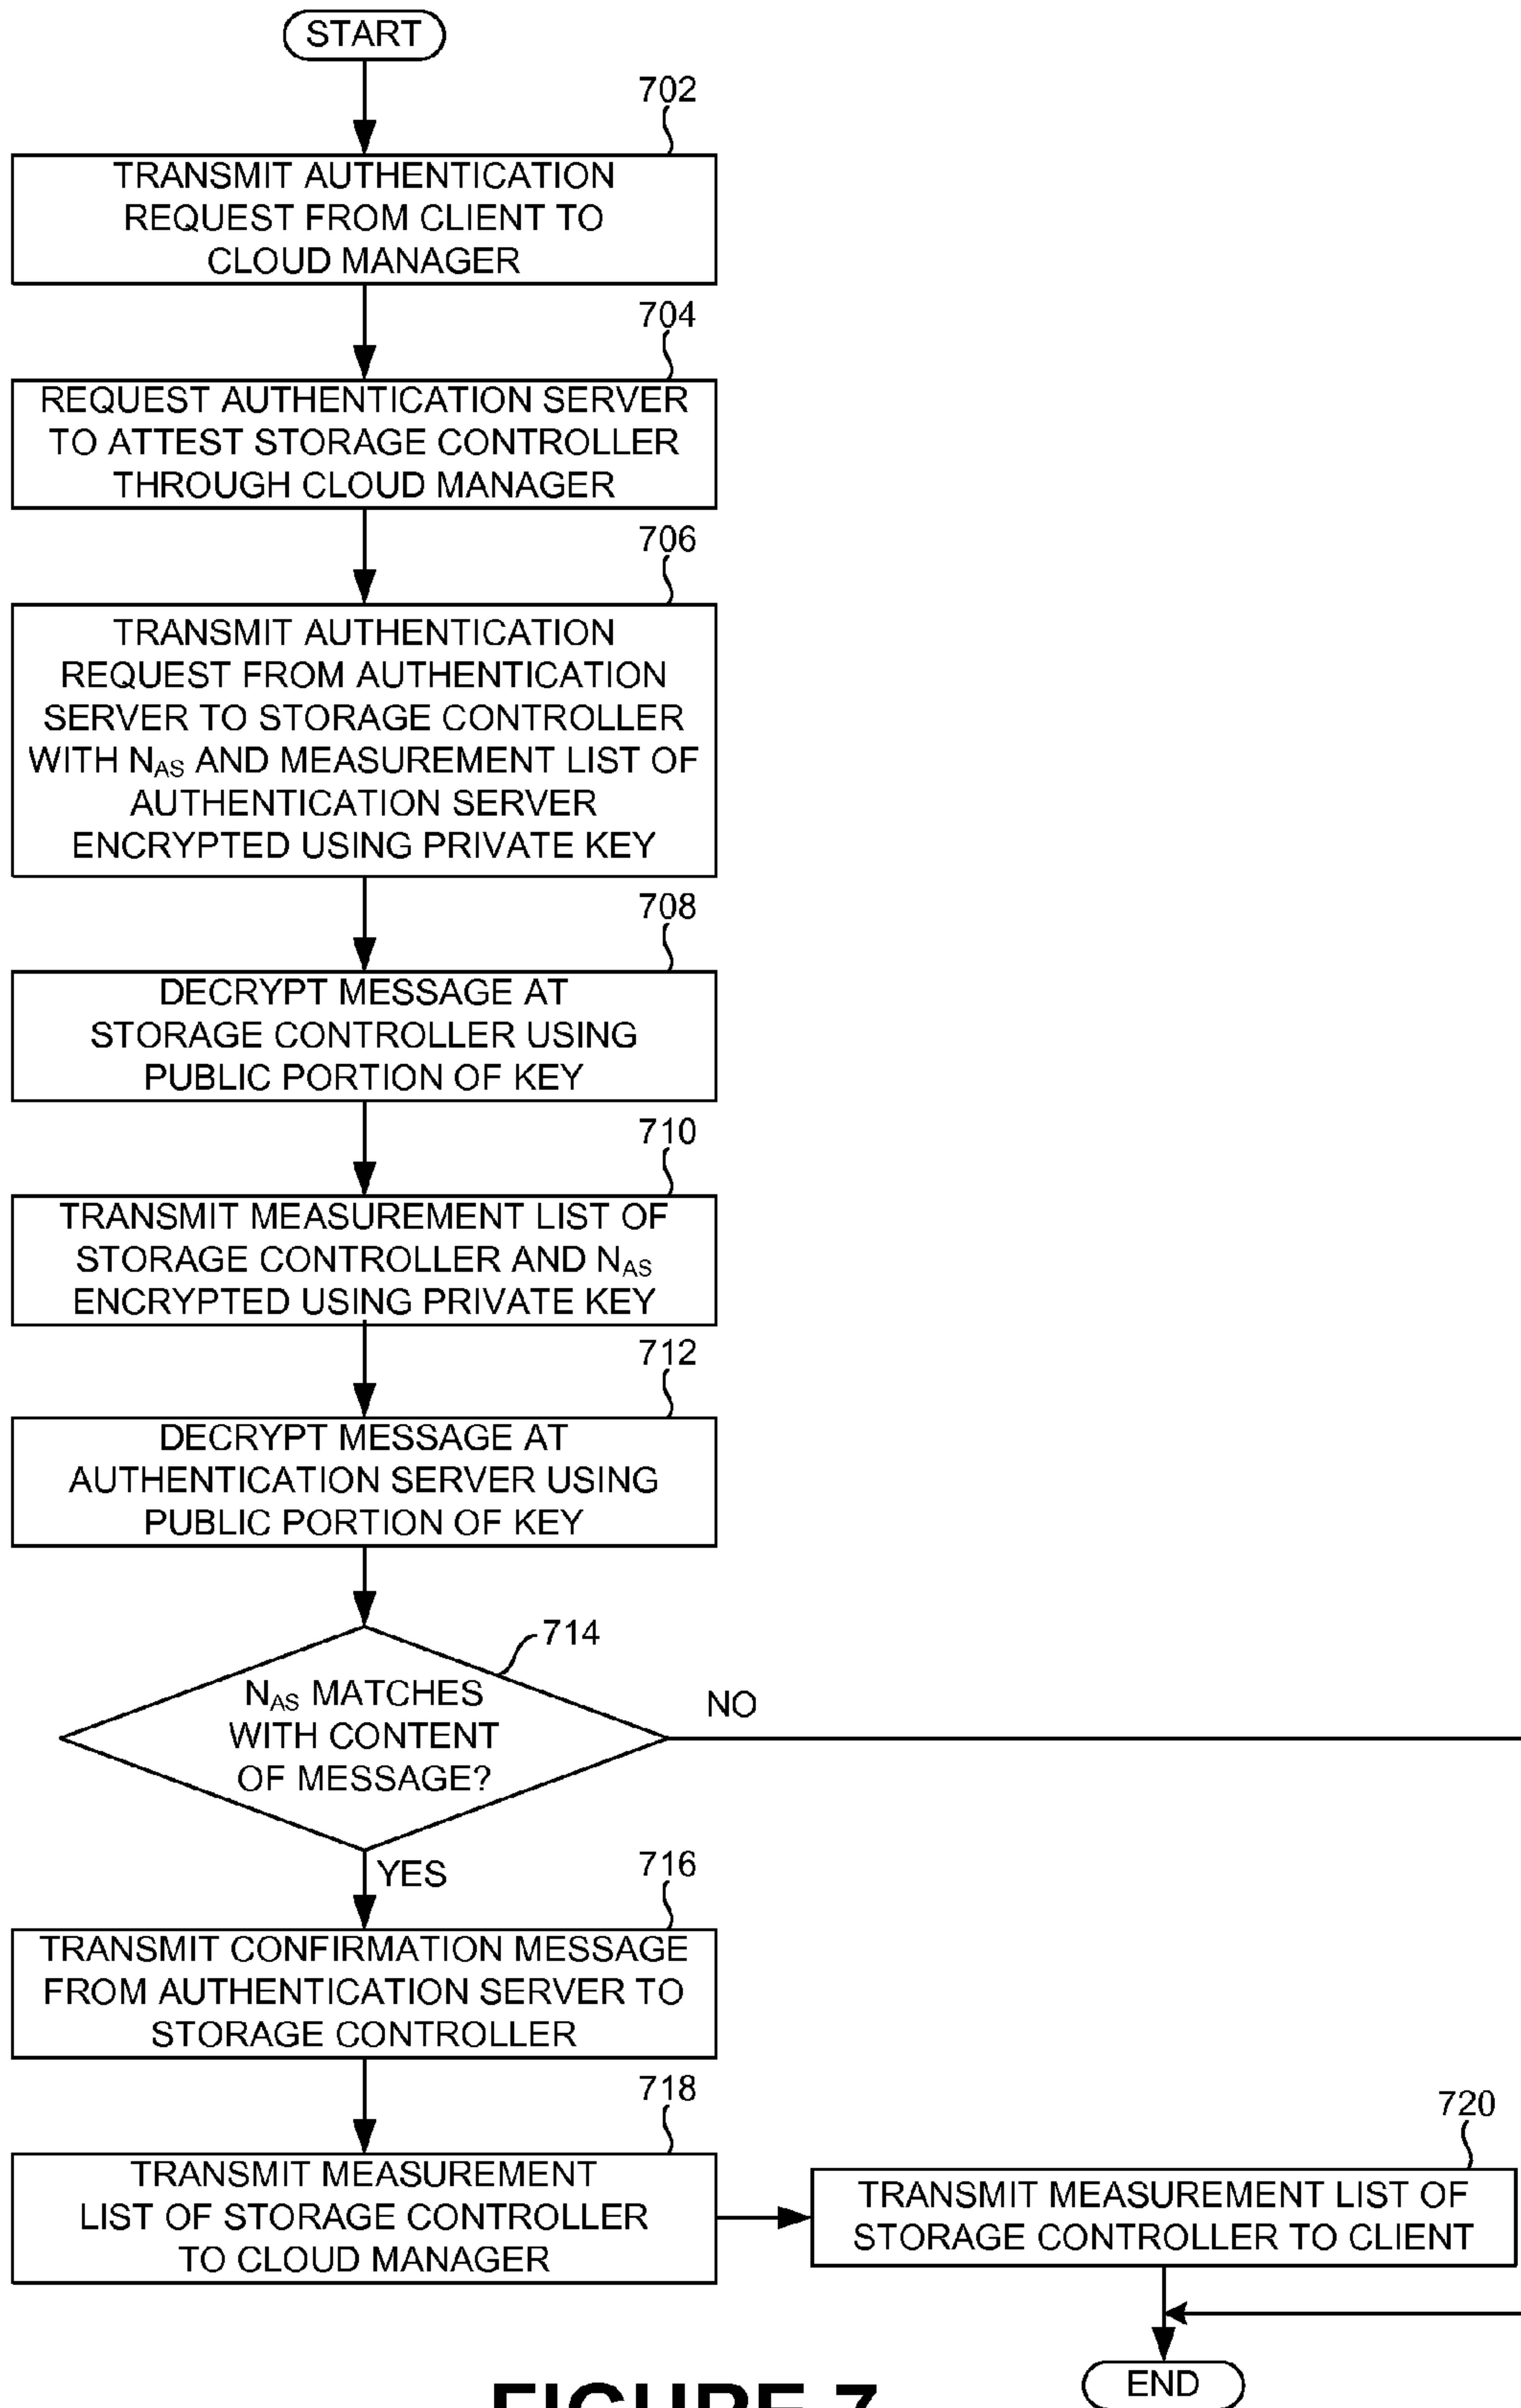 START
702
TRANSMIT AUTHENTICATION
REQUEST FROM CLIENT TO
CLOUD MANAGER
704
REQUEST AUTHENTICATION SERVER
TO ATTEST STORAGE CONTROLLER
THROUGH CLOUD MANAGER
706
TRANSMIT AUTHENTICATION
REQUEST FROM AUTHENTICATION
SERVER TO STORAGE CONTROLLER
WITH NAS AND MEASUREMENT LIST OF
AUTHENTICATION SERVER
ENCRYPTED USING PRIVATE KEY
708
DECRYPT MESSAGE AT
STORAGE CONTROLLER USING
PUBLIC PORTION OF KEY
710
TRANSMIT MEASUREMENT LIST OF
STORAGE CONTROLLER AND NAS
ENCRYPTED USING PRIVATE KEY
712
DECRYPT MESSAGE AT
AUTHENTICATION SERVER USING
PUBLIC PORTION OF KEY
714
NAS MATCHES
WITH CONTENT
OF MESSAGE?
NO
YES
716
TRANSMIT CONFIRMATION MESSAGE
FROM AUTHENTICATION SERVER TO
STORAGE CONTROLLER
718
TRANSMIT MEASUREMENT
LIST OF STORAGE CONTROLLER
TO CLOUD MANAGER
720
TRANSMIT MEASUREMENT LIST OF
STORAGE CONTROLLER TO CLIENT
END
FIGURE 7